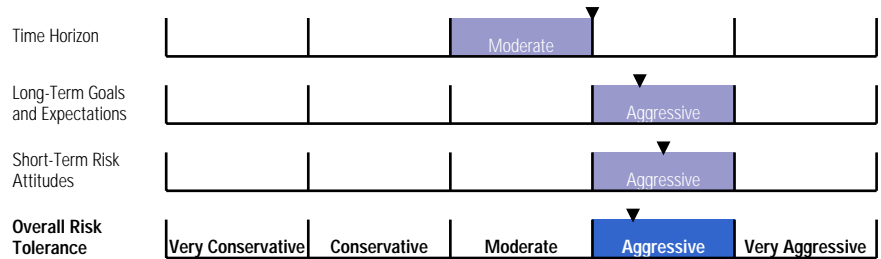 Time Horizon
Moderate
Long-Term Goals
and Expectations
Aggressive
Short-Term Risk
Attitudes
Aggressive
Overall Risk
Tolerance
Very Conservative Conservative Moderate Aggressive Very Aggressive